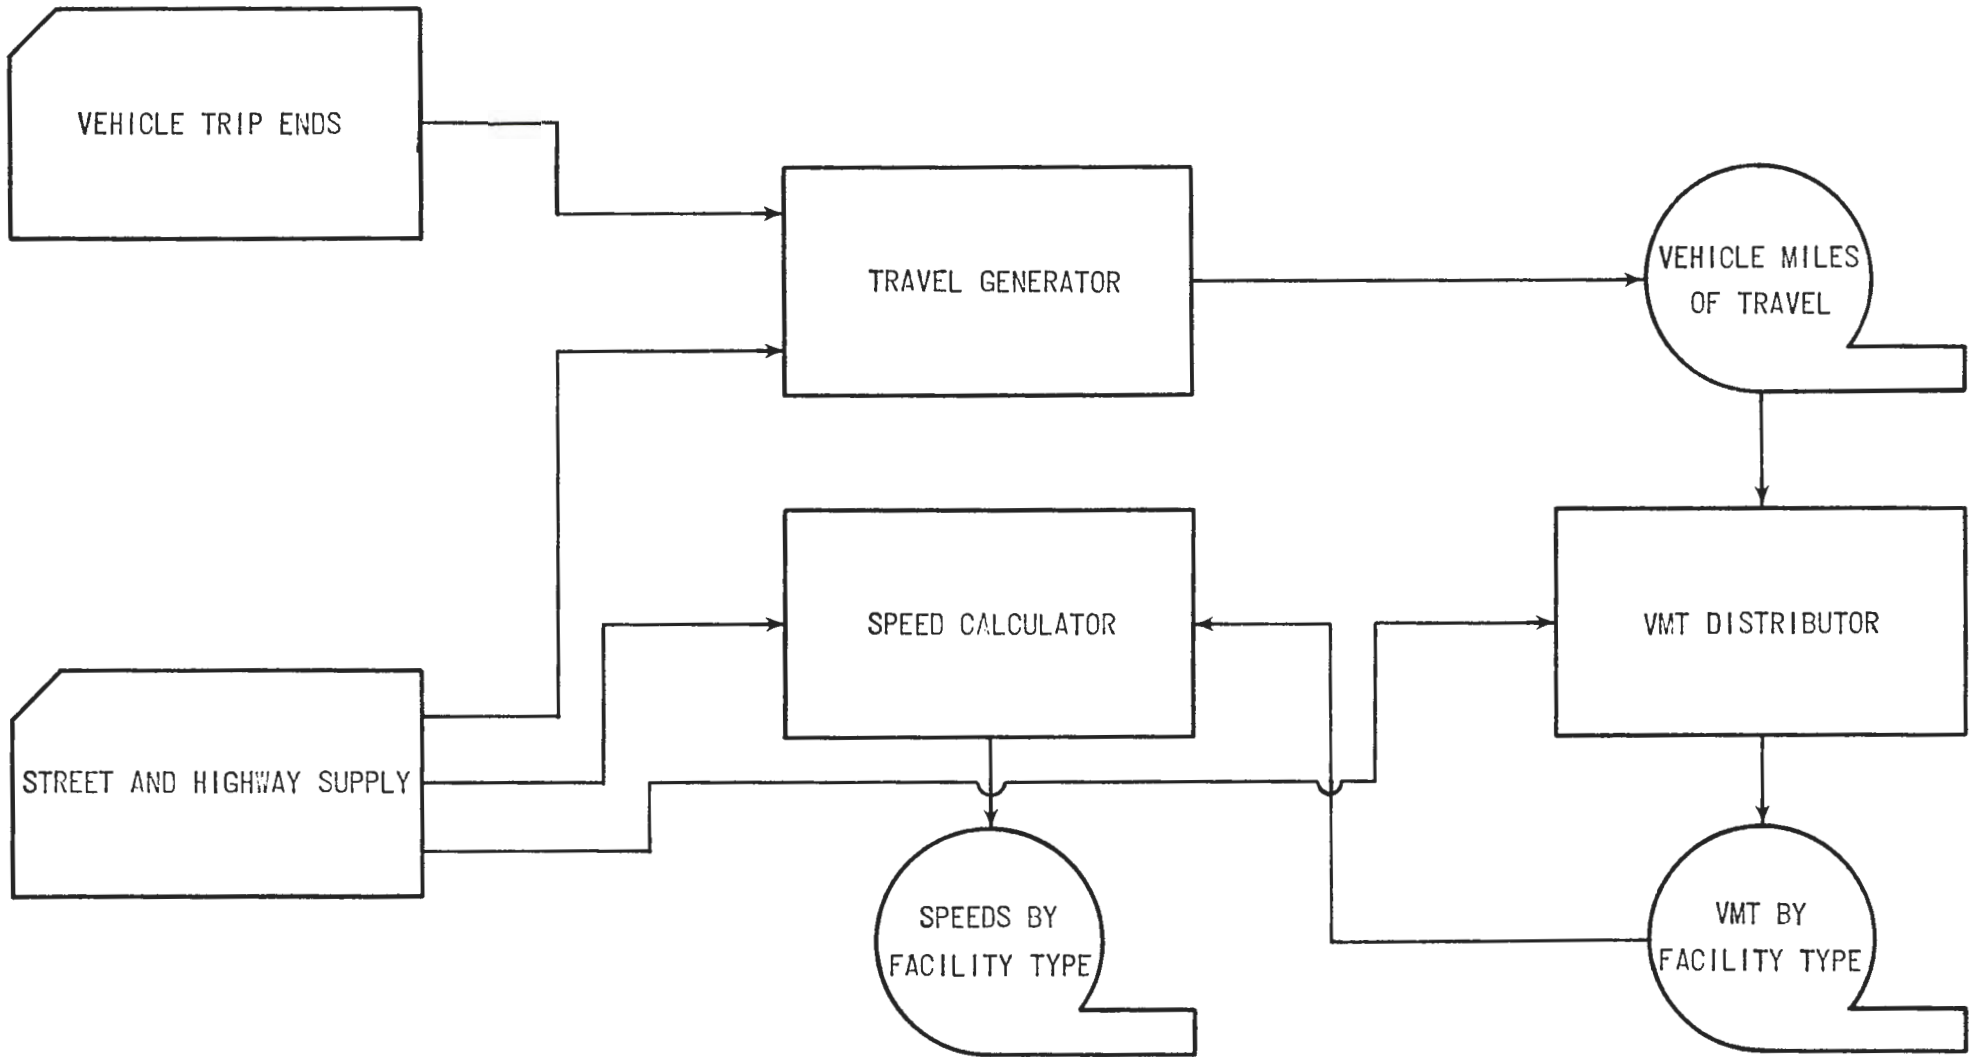 VEHICLE TRIP ENDS
TRAVEL GENERATOR
VEHICLE MILES
OF TRAVEL
SPEED CALCULATOR
VMT DISTRIBUTOR
STREET AND HIGHWAY SUPPLY
SPEEDS BY
FACILITY TYPE
VMT BY
FACILITY TYPE